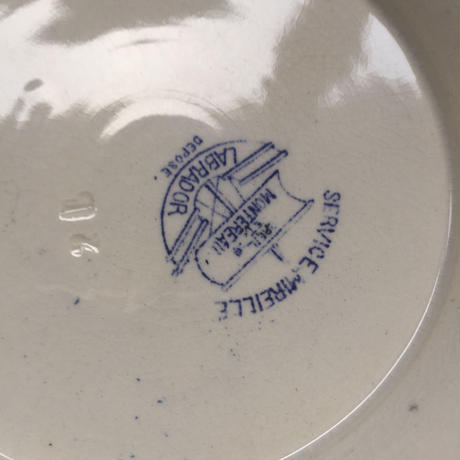 LABRADOR
DEPOSE
MONTEREAU
SERVICE MIREILLE